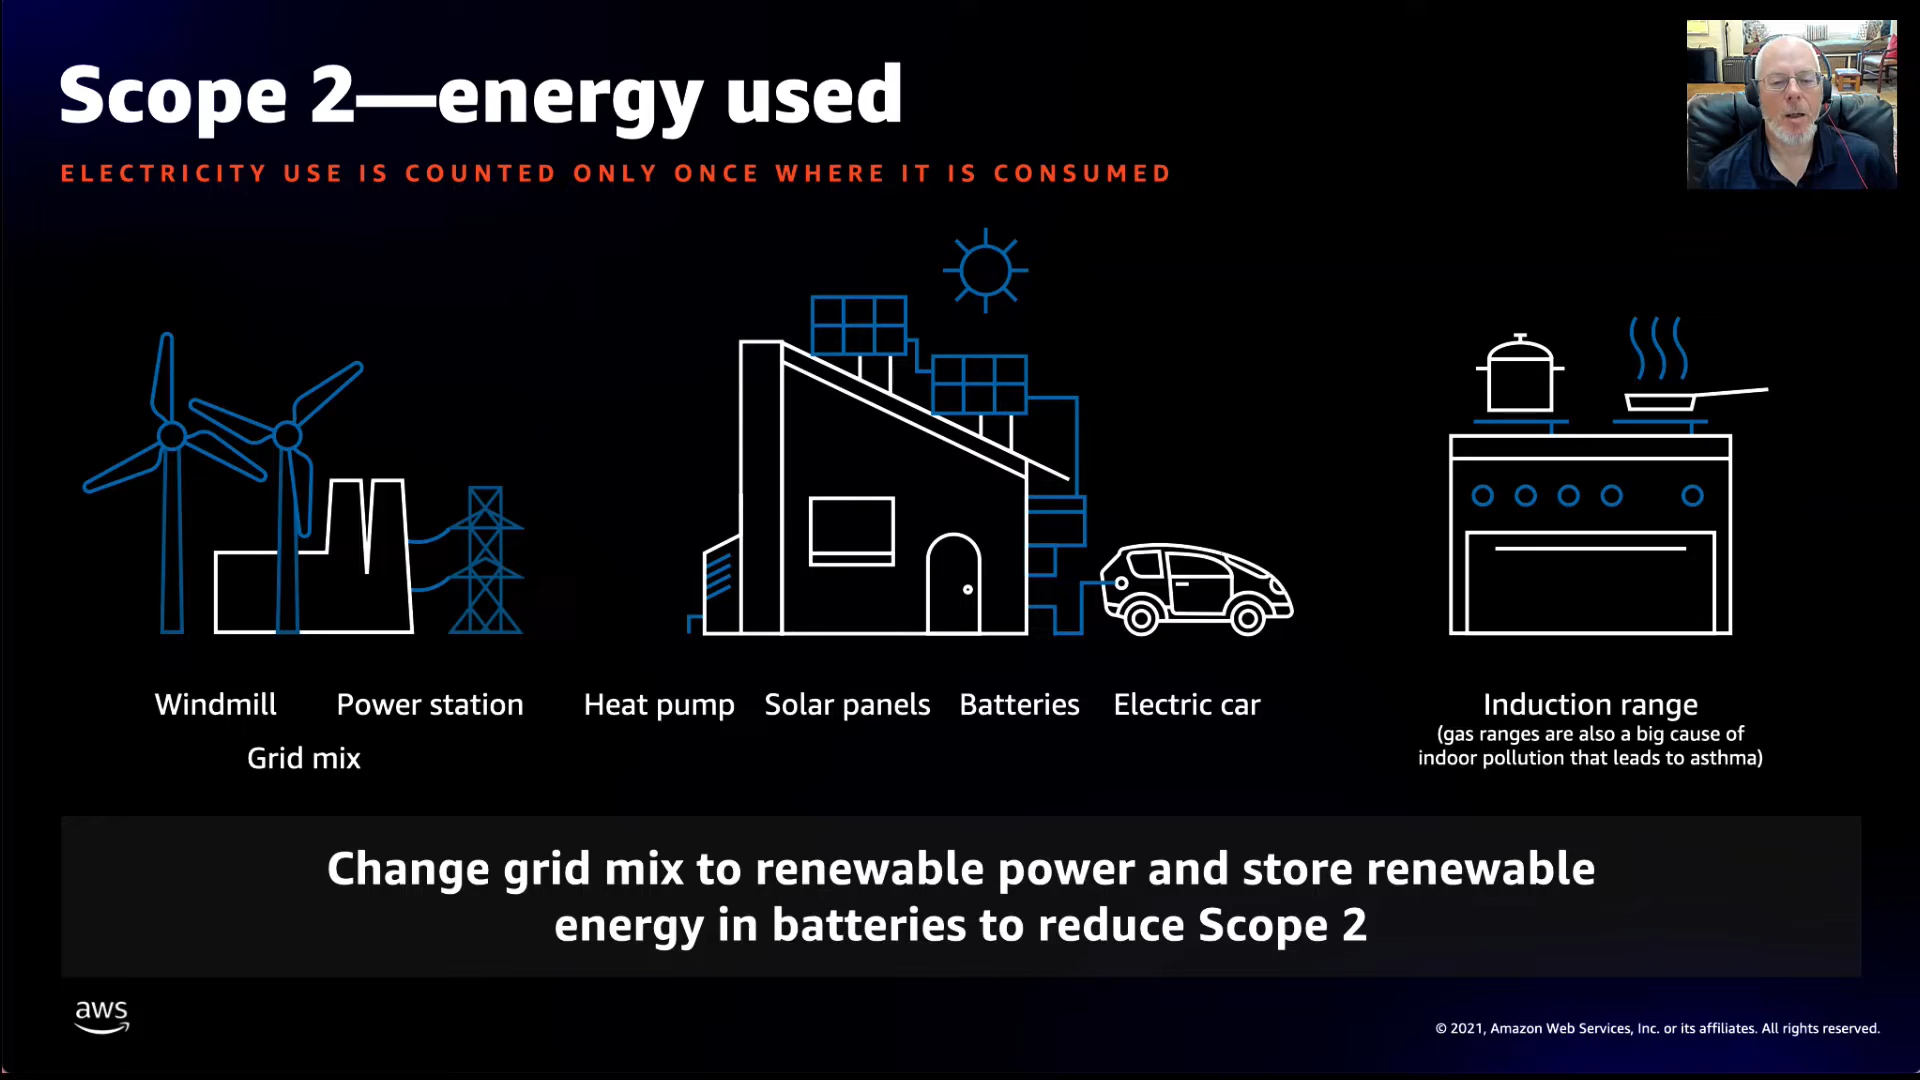 Scope 2—energy used
ELECTRICITY USE IS COUNTED ONLY ONCE WHERE IT IS CONSUMED
Windmill
Power station
Grid mix
Heat pump
Solar panels
Batteries
Electric car
Induction range
(gas ranges are also a big cause of
indoor pollution that leads to asthma)
Change grid mix to renewable power and store renewable
energy in batteries to reduce Scope 2
aws
© 2021, Amazon Web Services, Inc. or its affiliates. All rights reserved.